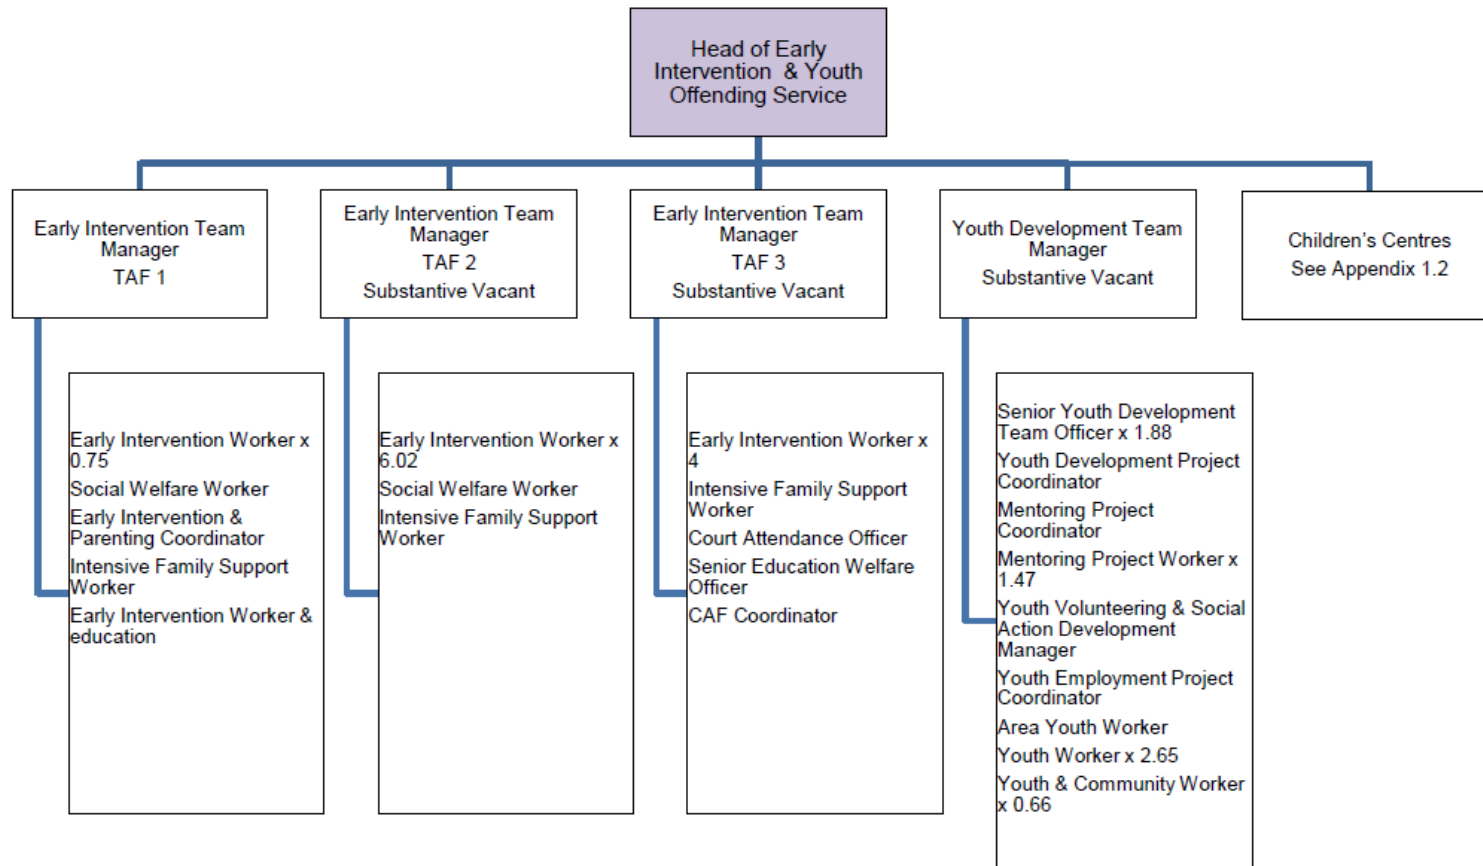 Head of Early
Intervention & Youth
Offending Service
Early Intervention Team
Manager
TAF 1
Early Intervention Team
Manager
TAF 2
Substantive Vacant
Early Intervention Team
Manager
TAF 3
Substantive Vacant
Youth Development Team
Manager
Substantive Vacant
Children's Centres
See Appendix 1.2
Early Intervention Worker x
0.75
Social Welfare Worker
Early Intervention &
Parenting Coordinator
Intensive Family Support
Worker
Early Intervention Worker &
education
Early Intervention Worker x
6.02
Social Welfare Worker
Intensive Family Support
Worker
Early Intervention Worker x
4
Intensive Family Support
Worker
Court Attendance Officer
Senior Education Welfare
Officer
CAF Coordinator
Senior Youth Development
Team Officer x 1.88
Youth Development Project
Coordinator
Mentoring Project
Coordinator
Mentoring Project Worker x
1.47
Youth Volunteering & Social
Action Development
Manager
Youth Employment Project
Coordinator
Area Youth Worker
Youth Worker x 2.65
Youth & Community Worker
x 0.66